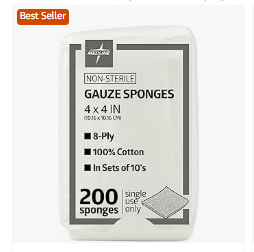 Best Seller
MEDLINE
NON-STERILE
GAUZE SPONGES
4 x 4 IN
(10.16 x 10.16 CM)
8-Ply
100% Cotton
In Sets of 10's
200
sponges
single
use
only